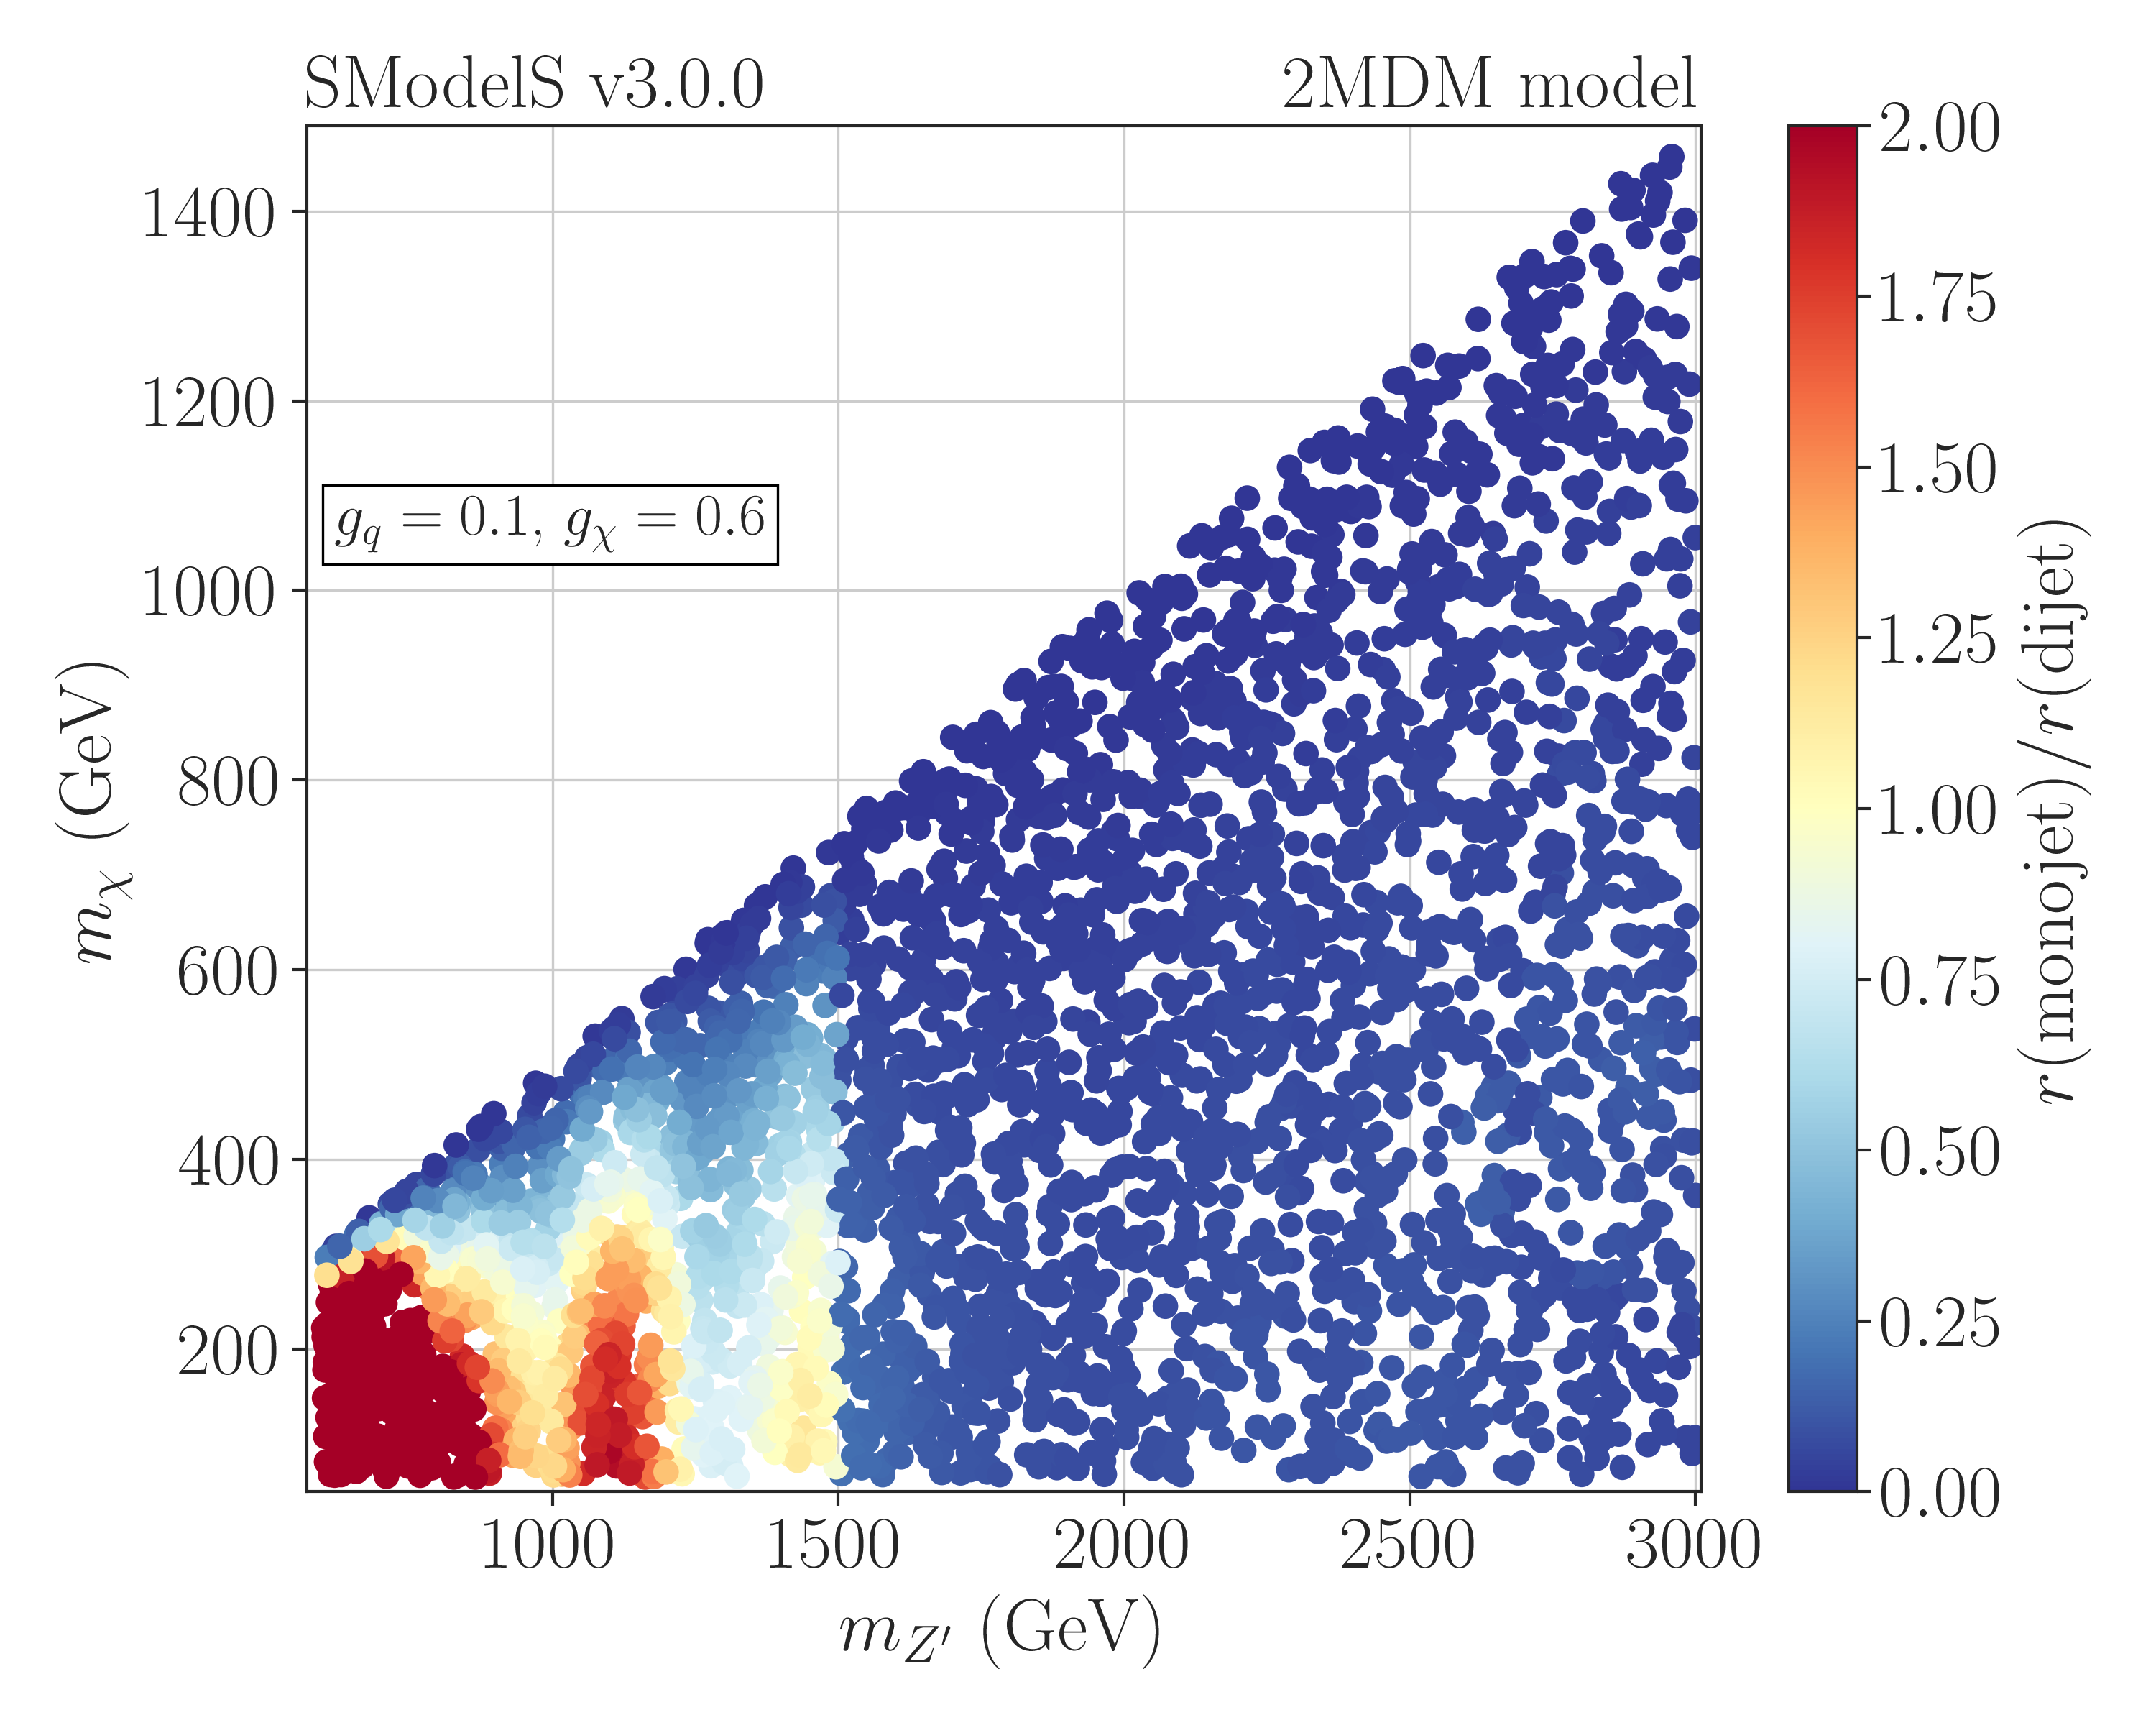 SModelS v3.0.0
2MDM model
g_q = 0.1, g_χ = 0.6
1400
1200
1000
800
600
400
200
m_χ (GeV)
1000 1500 2000 2500 3000
m_{Z′} (GeV)
2.00
1.75
1.50
1.25
1.00
0.75
0.50
0.25
0.00
r(monojet)/r(dijet)